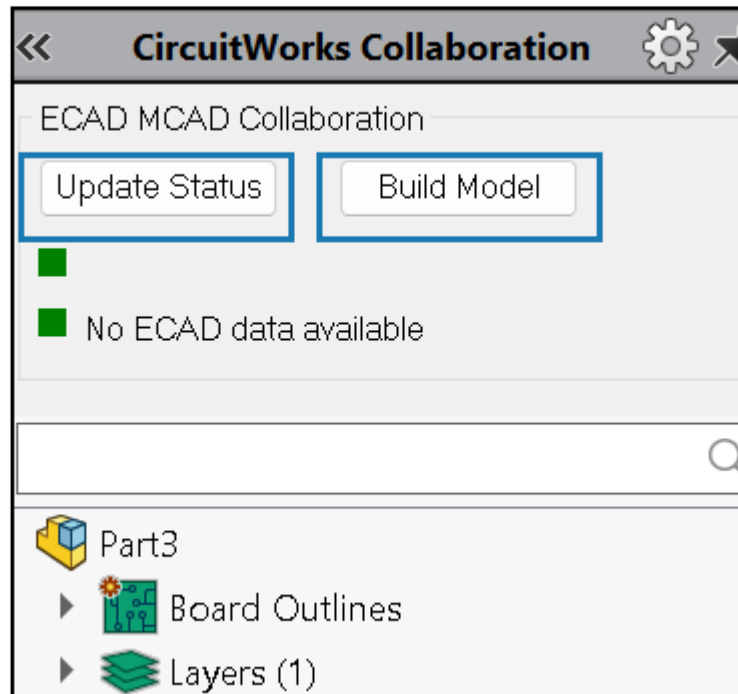 CircuitWorks Collaboration
ECAD MCAD Collaboration
Update Status Build Model
No ECAD data available
Part3
Board Outlines
Layers (1)